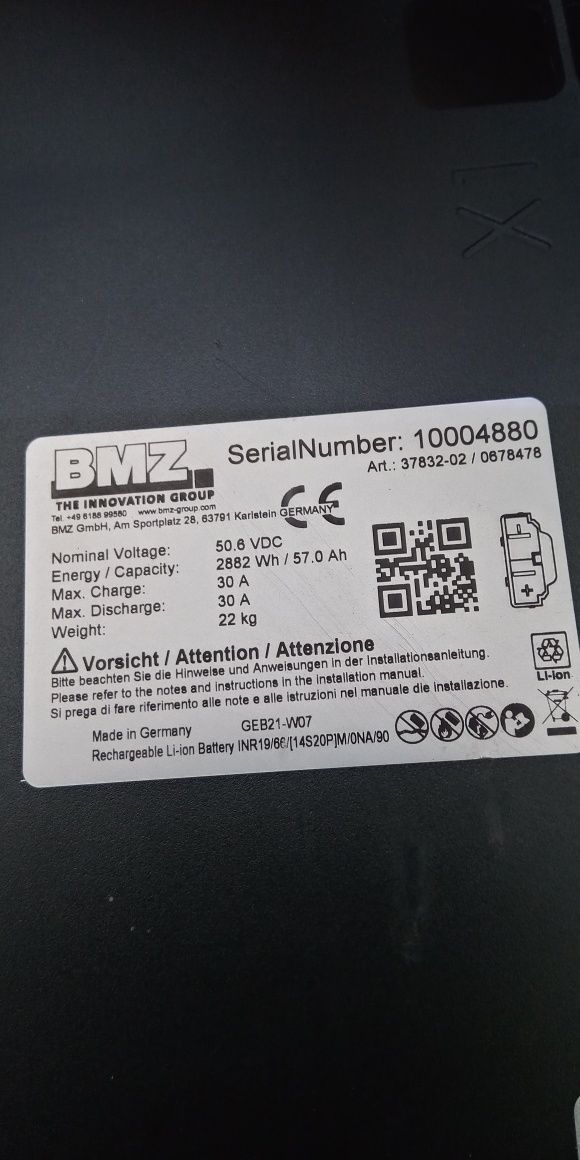 BMZ
THE INNOVATION GROUP
Tel. +49 6188 99560 www.bmz-group.com
BMZ GmbH, Am Sportplatz 28, 63791 Karlstein GERMANY
CE
SerialNumber: 10004880
Art.: 37832-02 / 0678478
Nominal Voltage: 50.6 VDC
Energy / Capacity: 2882 Wh / 57.0 Ah
Max. Charge: 30 A
Max. Discharge: 30 A
Weight: 22 kg
Vorsicht / Attention / Attenzione
Bitte beachten Sie die Hinweise und Anweisungen in der Installationsanleitung.
Please refer to the notes and instructions in the installation manual.
Si prega di fare riferimento alle note e alle istruzioni nel manuale die installazione.
Li-Ion
Made in Germany GEB21-W07
Rechargeable Li-ion Battery INR19/66/[14S20P]M/0NA/90